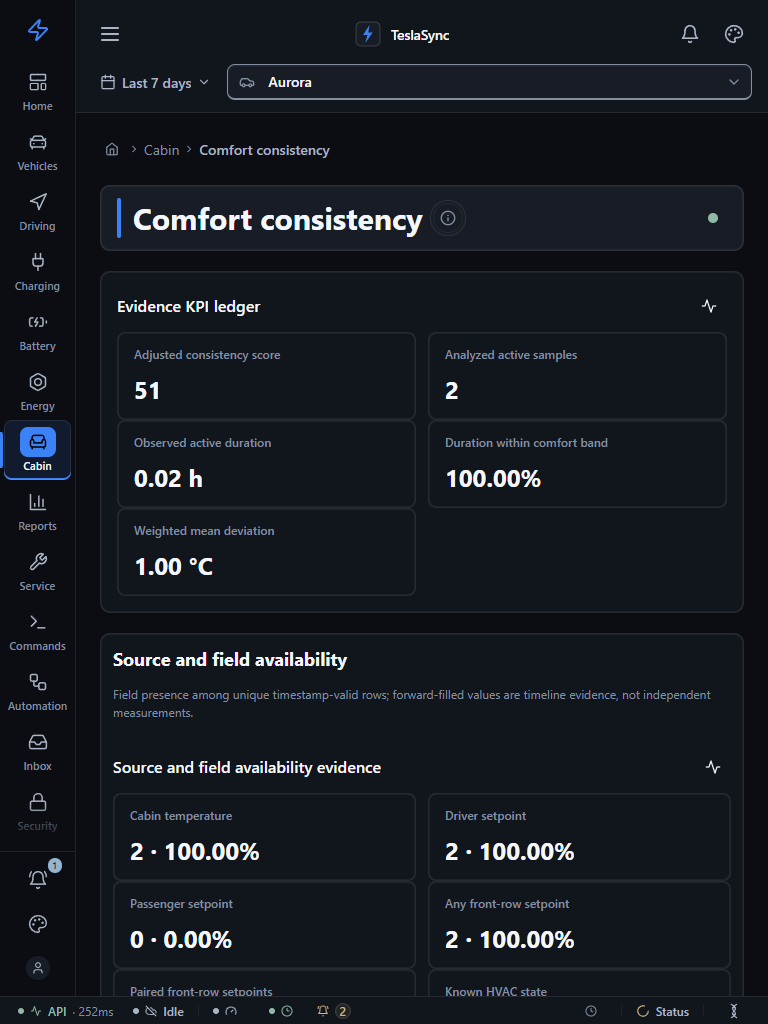 TeslaSync
Last 7 days
Aurora
Home
Vehicles
Driving
Charging
Battery
Energy
Cabin
Reports
Service
Commands
Automation
Inbox
Security
1
Cabin
Comfort consistency
Comfort consistency
Evidence KPI ledger
Adjusted consistency score
51
Analyzed active samples
2
Observed active duration
0.02 h
Duration within comfort band
100.00%
Weighted mean deviation
1.00 °C
Source and field availability
Field presence among unique timestamp-valid rows; forward-filled values are timeline evidence, not independent
measurements.
Source and field availability evidence
Cabin temperature
2 · 100.00%
Driver setpoint
2 · 100.00%
Passenger setpoint
0 · 0.00%
Any front-row setpoint
2 · 100.00%
Paired front-row setpoints
Known HVAC state
API · 252ms
Idle
2
Status